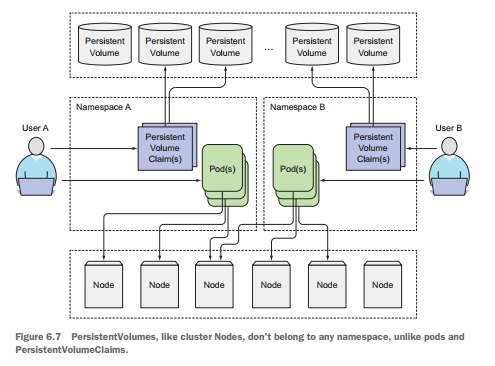 Persistent
Volume
Persistent
Volume
Persistent
Volume
...
Persistent
Volume
Persistent
Volume
Namespace A
Namespace B
User A
User B
Persistent
Volume
Claim(s)
Pod(s)
Pod(s)
Persistent
Volume
Claim(s)
Node
Node
Node
Node
Node
Node
Figure 6.7 PersistentVolumes, like cluster Nodes, don't belong to any namespace, unlike pods and
PersistentVolumeClaims.